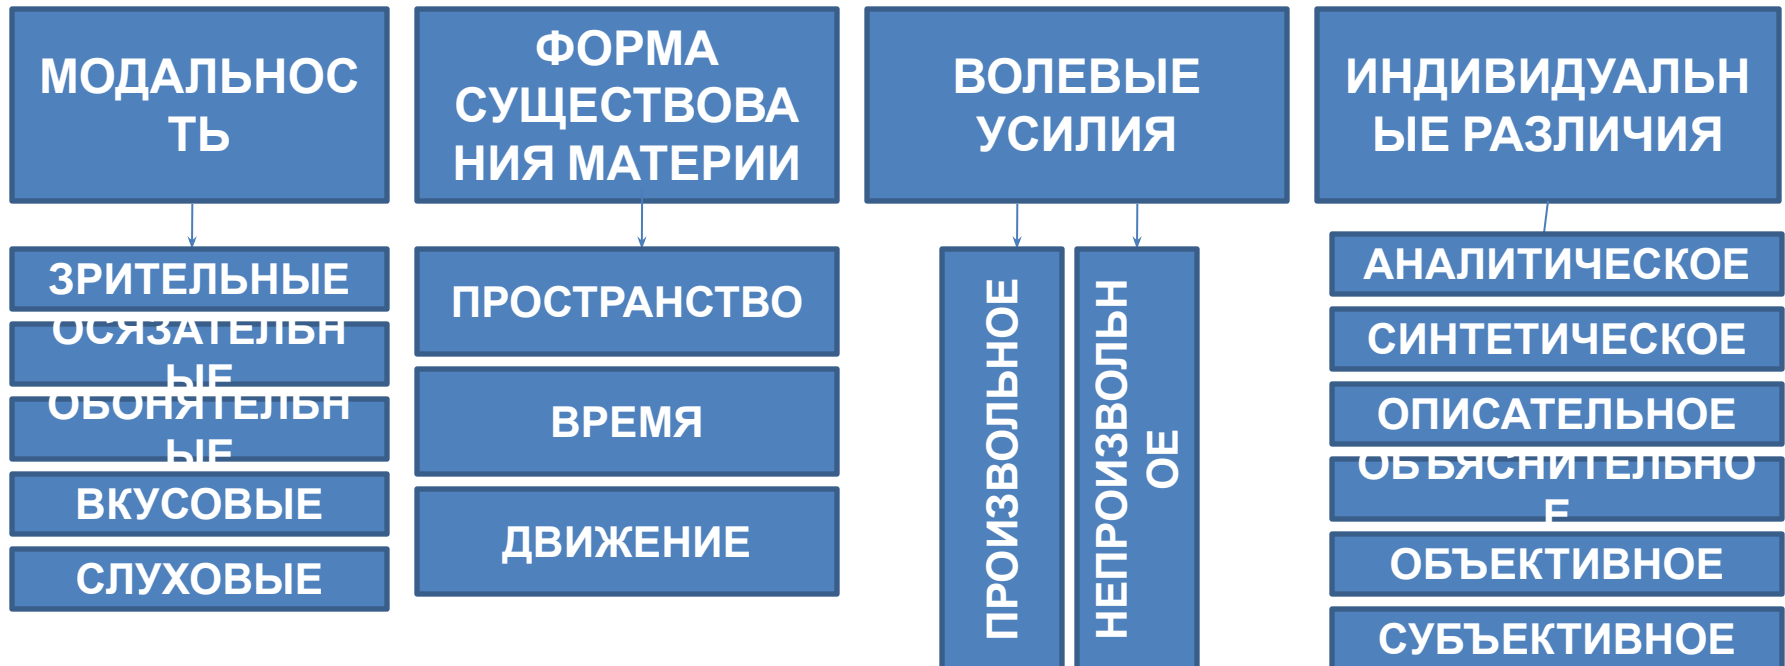 МОДАЛЬНОС
ТЬ
ЗРИТЕЛЬНЫЕ
ОСЯЗАТЕЛЬН
ЫЕ
ОБОНЯТЕЛЬН
ЫЕ
ВКУСОВЫЕ
СЛУХОВЫЕ
ФОРМА
СУЩЕСТВОВА
НИЯ МАТЕРИИ
ПРОСТРАНСТВО
ВРЕМЯ
ДВИЖЕНИЕ
ВОЛЕВЫЕ
УСИЛИЯ
ПРОИЗВОЛЬНОЕ
НЕПРОИЗВОЛЬН
ОЕ
ИНДИВИДУАЛЬН
ЫЕ РАЗЛИЧИЯ
АНАЛИТИЧЕСКОЕ
СИНТЕТИЧЕСКОЕ
ОПИСАТЕЛЬНОЕ
ОБЪЯСНИТЕЛЬНО
Е
ОБЪЕКТИВНОЕ
СУБЪЕКТИВНОЕ